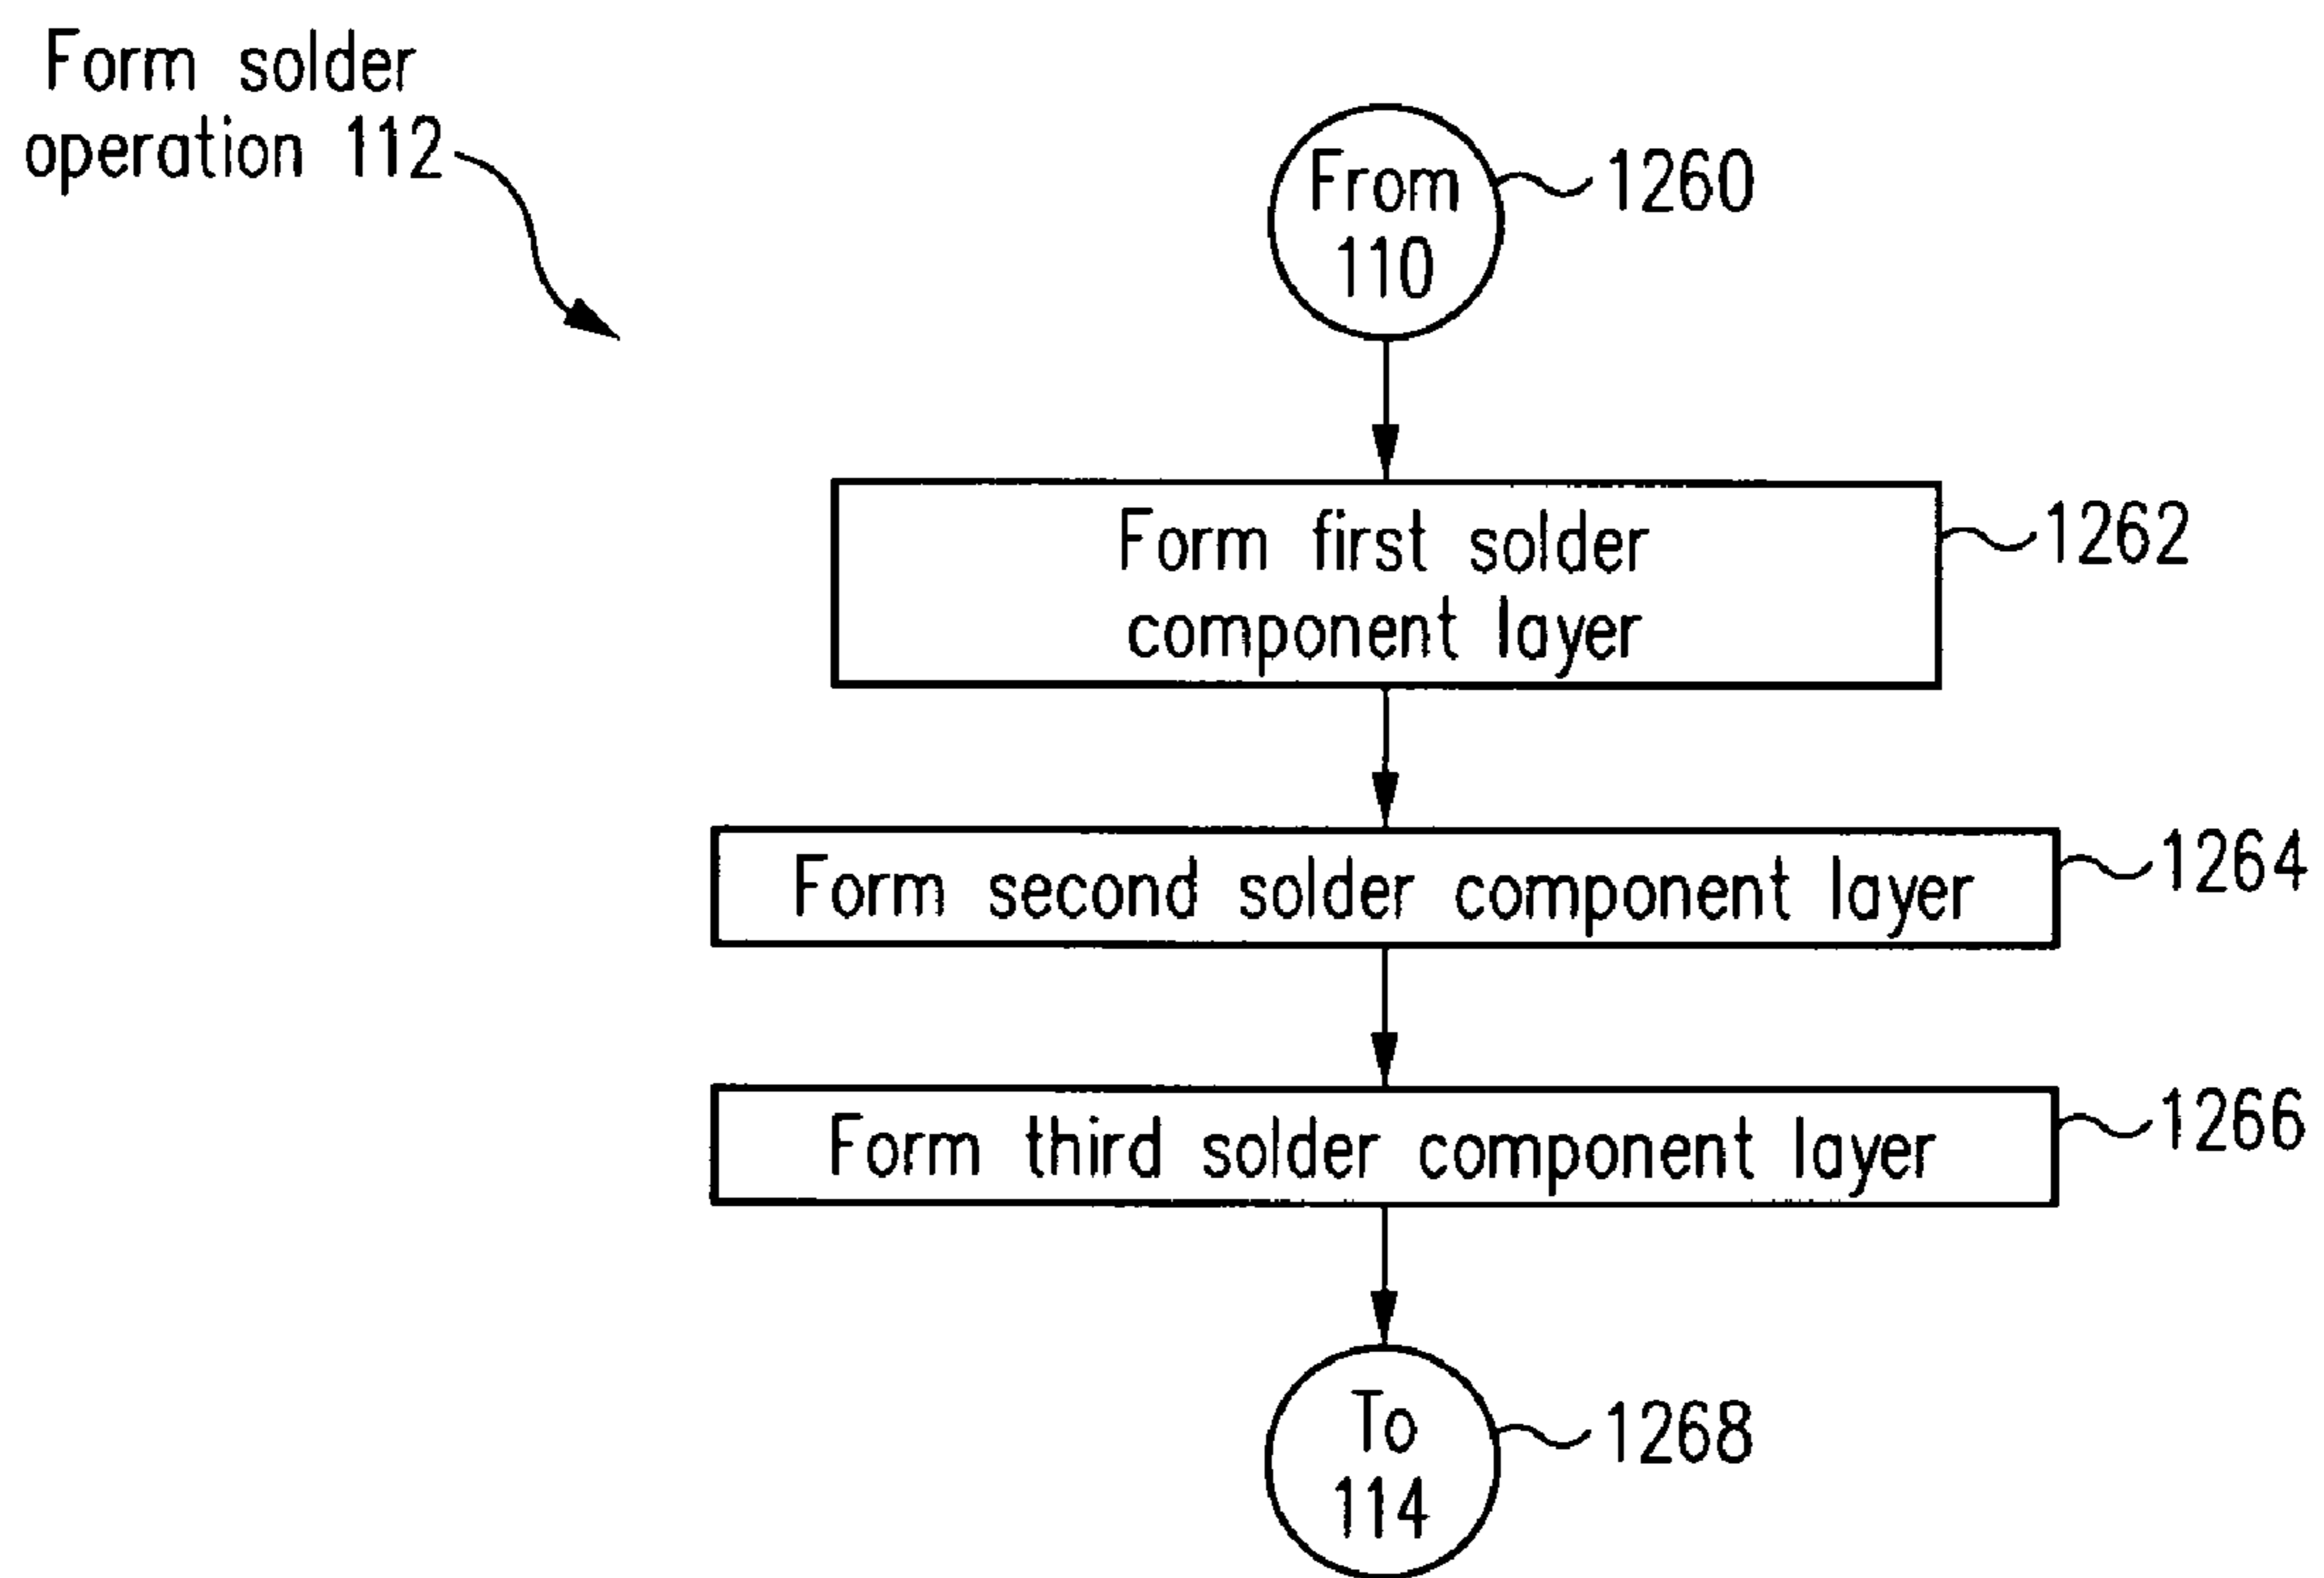 Form solder
operation 112
From
110
1260
Form first solder
component layer
1262
Form second solder component layer
1264
Form third solder component layer
1266
To
114
1268